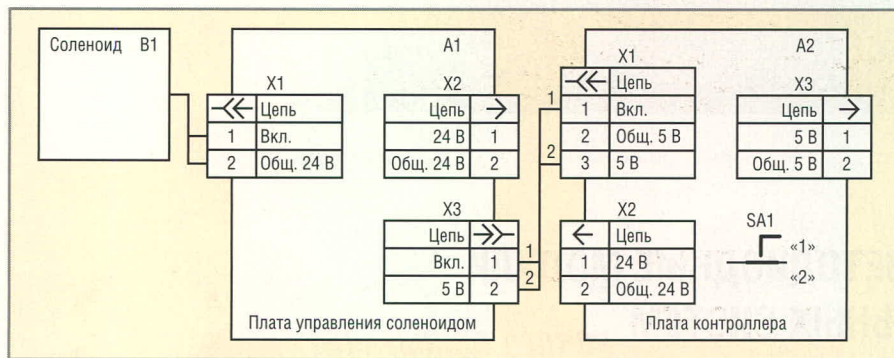 Соленоид B1
A1
X1
Цепь
1 Вкл.
2 Общ. 24 В
X2
Цепь
24 В 1
Общ. 24 В 2
X3
Цепь
Вкл. 1
5 В 2
1
2
Плата управления соленоидом
A2
1
2
X1
Цепь
1 Вкл.
2 Общ. 5 В
3 5 В
X3
Цепь
5 В 1
Общ. 5 В 2
X2
Цепь
1 24 В
2 Общ. 24 В
SA1
«1»
«2»
Плата контроллера